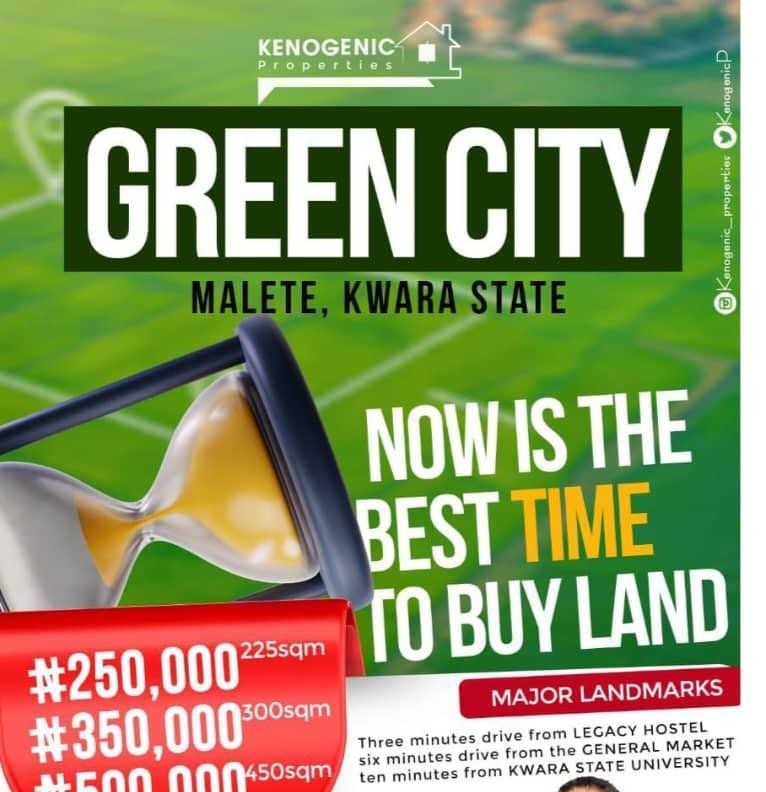 KENOGENIC
Properties
GREEN CITY
MALETE, KWARA STATE
KenogenicP
Kenogenic_properties
NOW IS THE
BEST TIME
TO BUY LAND
₦250,000 225sqm
₦350,000 300sqm
₦500,000 450sqm
MAJOR LANDMARKS
Three minutes drive from LEGACY HOSTEL
six minutes drive from the GENERAL MARKET
ten minutes from KWARA STATE UNIVERSITY